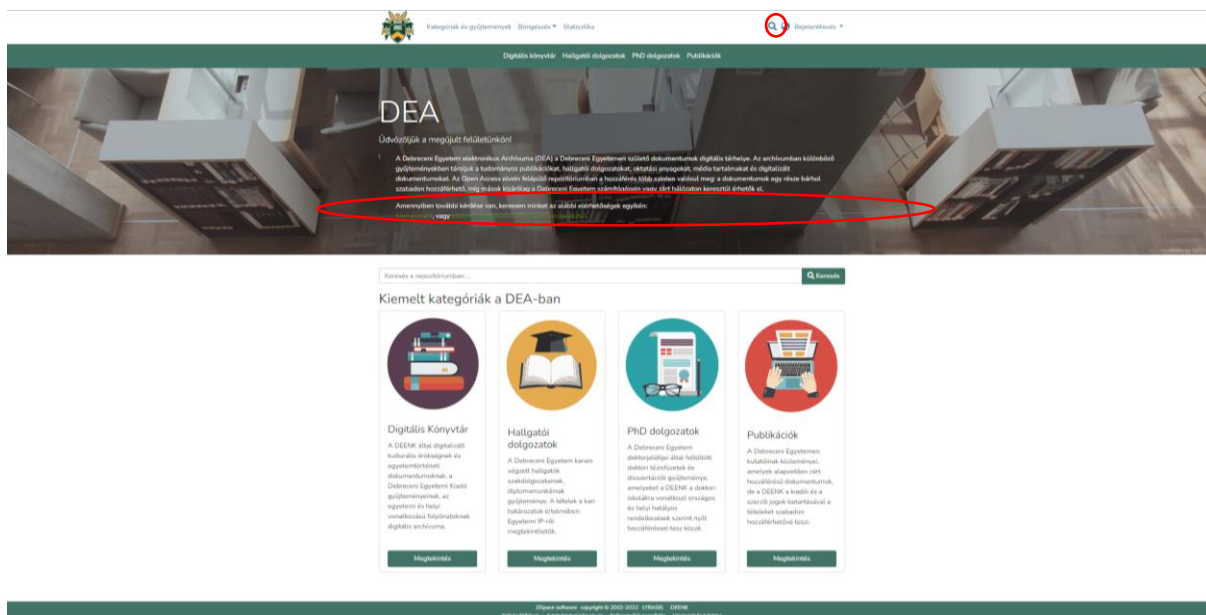 Kategóriák és gyűjtemények Böngészés Statisztika Bejelentkezés
Digitális könyvtár Hallgatói dolgozatok PhD dolgozatok Publikációk
DEA
Üdvözöljük a megújult felületünkön!
A Debreceni Egyetem elektronikus Archívuma (DEA) a Debreceni Egyetemen születő dokumentumok digitális tárhelye. Az archívumban különböző
gyűjteményekben tároljuk a tudományos publikációkat, hallgatói dolgozatokat, oktatási anyagokat, média tartalmakat és digitalizált
dokumentumokat. Az Open Access elvein felépülő repozitóriumban a hozzáférés több szinten valósul meg: a dokumentumok egy része bárhol
szabadon hozzáférhető, míg mások kizárólag a Debreceni Egyetem számítógépein vagy zárt hálózaton keresztül érhetők el.
Amennyiben további kérdése van, keressen minket az alábbi elérhetőségek egyikén:
, vagy
Keresés a repozitóriumban ...
Keresés
Kiemelt kategóriák a DEA-ban
Digitális Könyvtár
A DEENK által digitalizált
kulturális örökségnek és
egyetemtörténeti
dokumentumoknak, a
Debreceni Egyetemi Kiadó
gyűjteményeinek, az
egyetemi és helyi
vonatkozású folyóiratoknak
digitális archívuma.
Megtekintés
Hallgatói
dolgozatok
A Debreceni Egyetem karain
végzett hallgatók
szakdolgozatainak,
diplomamunkáinak
gyűjteménye. A tételek a kari
határozatok értelmében
Egyetemi IP-ről
megtekinthetők.
Megtekintés
PhD dolgozatok
A Debreceni Egyetem
doktorjelöltjei által feltöltött
doktori tézisfüzetek és
disszertációk gyűjteménye,
amelyeket a DEENK a doktori
iskolákra vonatkozó országos
és helyi hatályos
rendelkezések szerint nyílt
hozzáféréssel tesz közzé.
Megtekintés
Publikációk
A Debreceni Egyetemen
kutatóinak közleményei,
amelyek alapvetően zárt
hozzáférésű dokumentumok,
de a DEENK a kiadói és a
szerzői jogok betartásával a
tételeket szabadon
hozzáférhetővé teszi.
Megtekintés
DSpace software copyright © 2002-2022 LYRASIS DEENK